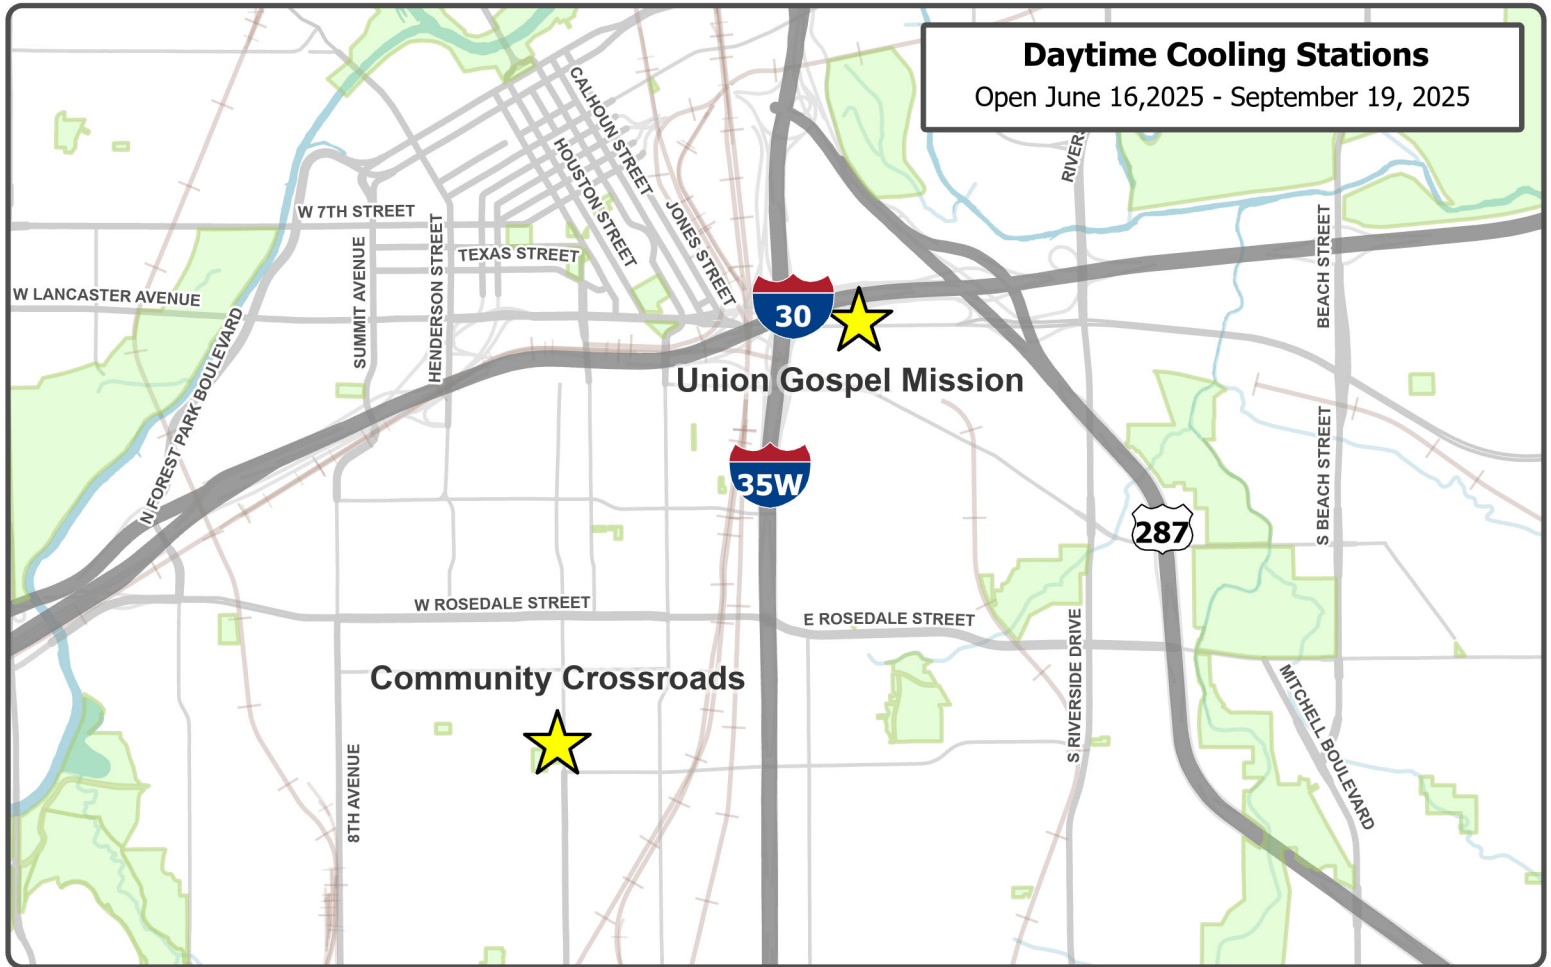 Daytime Cooling Stations
Open June 16,2025 - September 19, 2025
CALHOUN STREET
HOUSTON STREET
JONES STREET
W 7TH STREET
TEXAS STREET
HENDERSON STREET
SUMMIT AVENUE
W LANCASTER AVENUE
N FOREST PARK BOULEVARD
RIVER
BEACH STREET
30
Union Gospel Mission
35W
S BEACH STREET
287
W ROSEDALE STREET
E ROSEDALE STREET
S RIVERSIDE DRIVE
Community Crossroads
MITCHELL BOULEVARD
8TH AVENUE